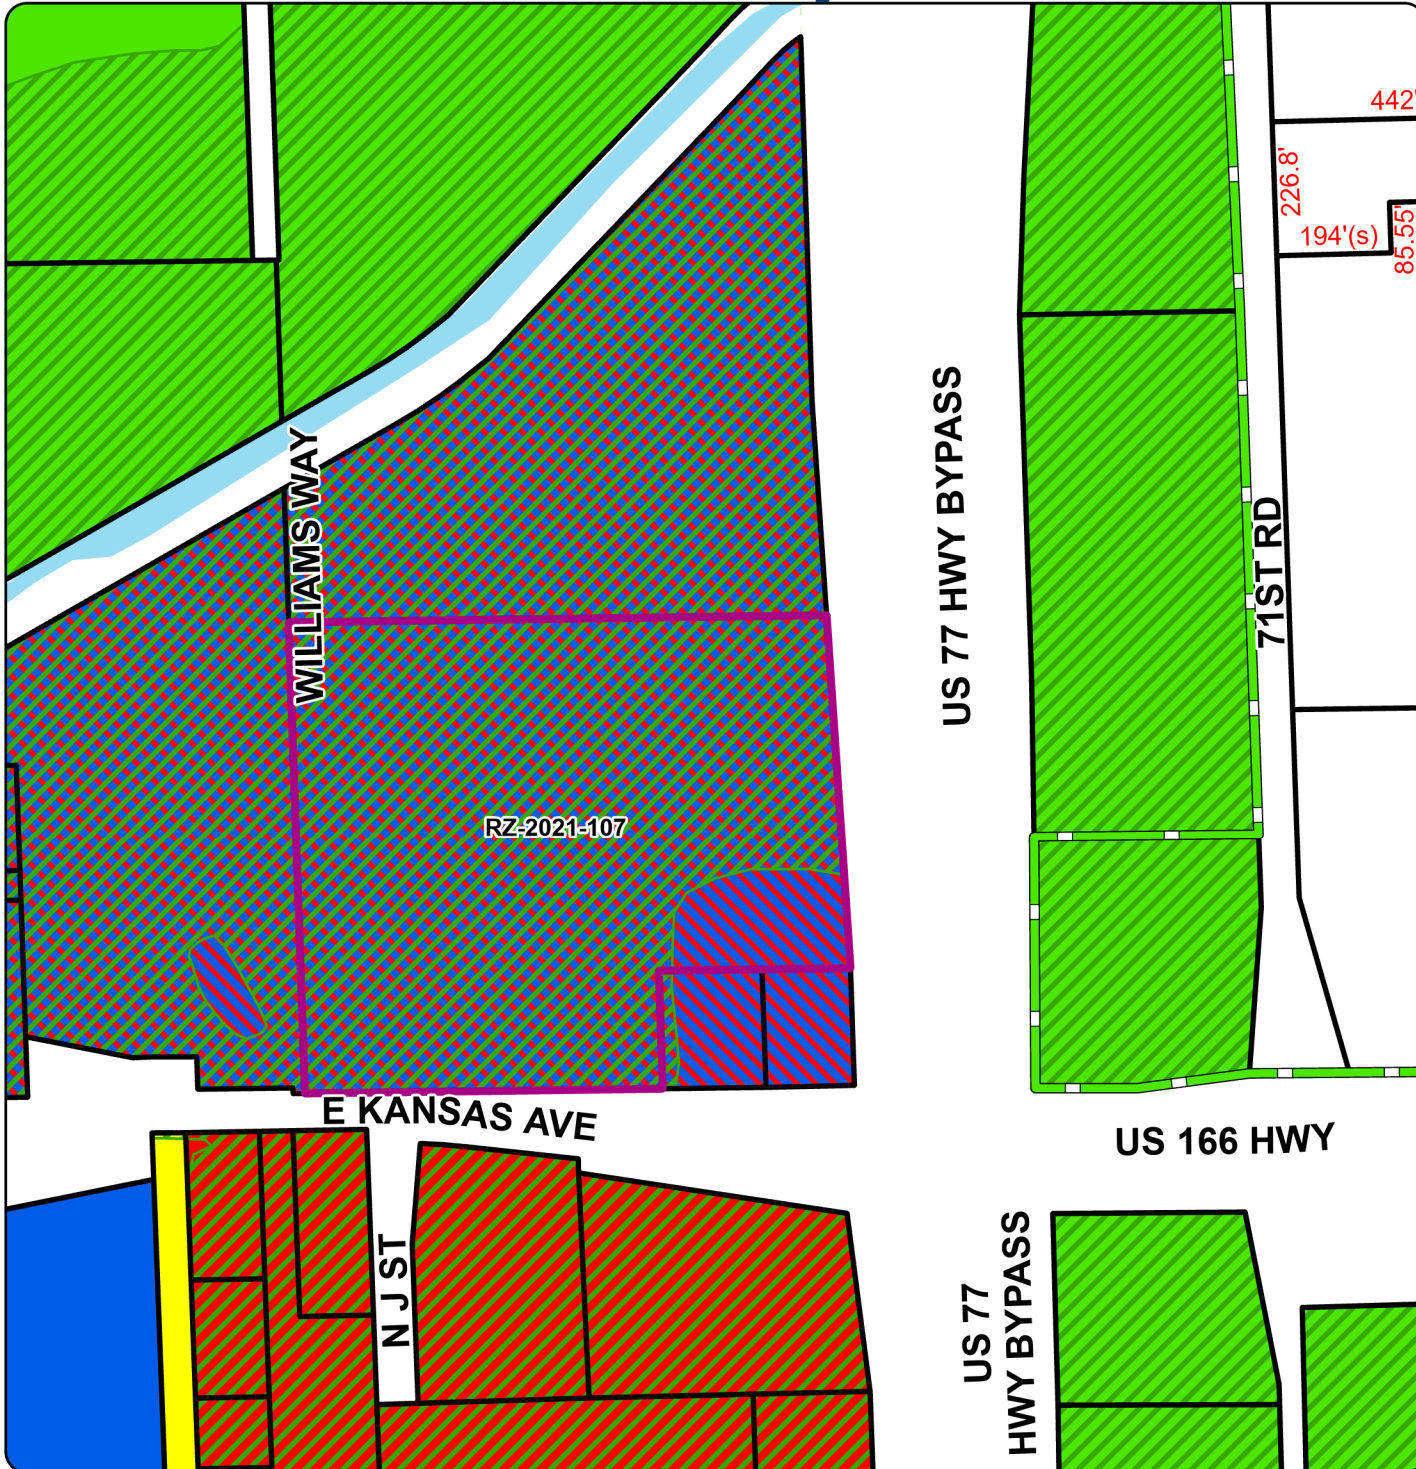 442'
226.8'
194'(s)
85.55'
WILLIAMS WAY
US 77 HWY BYPASS
71ST RD
RZ-2021-107
E KANSAS AVE
US 166 HWY
N J ST
US 77
HWY BYPASS